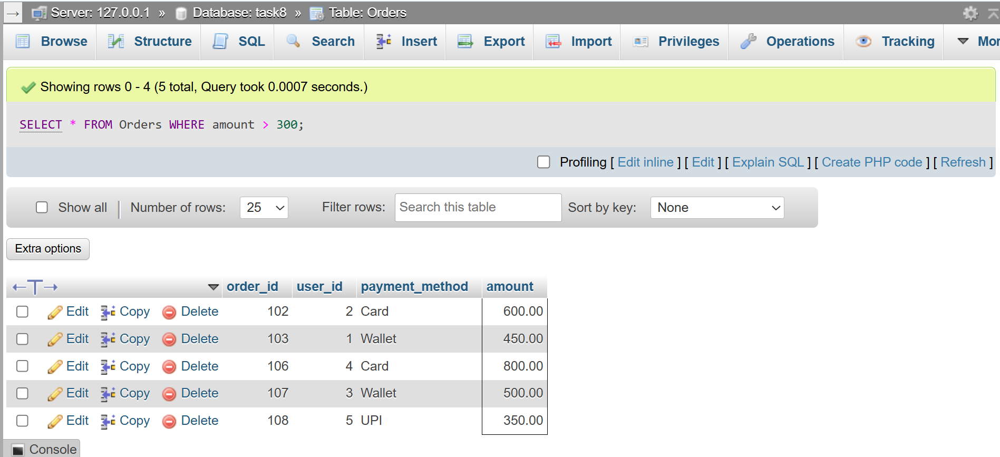 → Server: 127.0.0.1 » Database: task8 » Table: Orders
Browse Structure SQL Search Insert Export Import Privileges Operations Tracking Mor
Showing rows 0 - 4 (5 total, Query took 0.0007 seconds.)
SELECT * FROM Orders WHERE amount > 300;
Profiling [ Edit inline ] [ Edit ] [ Explain SQL ] [ Create PHP code ] [ Refresh ]
Show all | Number of rows: 25 Filter rows: Search this table Sort by key: None
Extra options
←T→ order_id user_id payment_method amount
Edit Copy Delete 102 2 Card 600.00
Edit Copy Delete 103 1 Wallet 450.00
Edit Copy Delete 106 4 Card 800.00
Edit Copy Delete 107 3 Wallet 500.00
Edit Copy Delete 108 5 UPI 350.00
Console